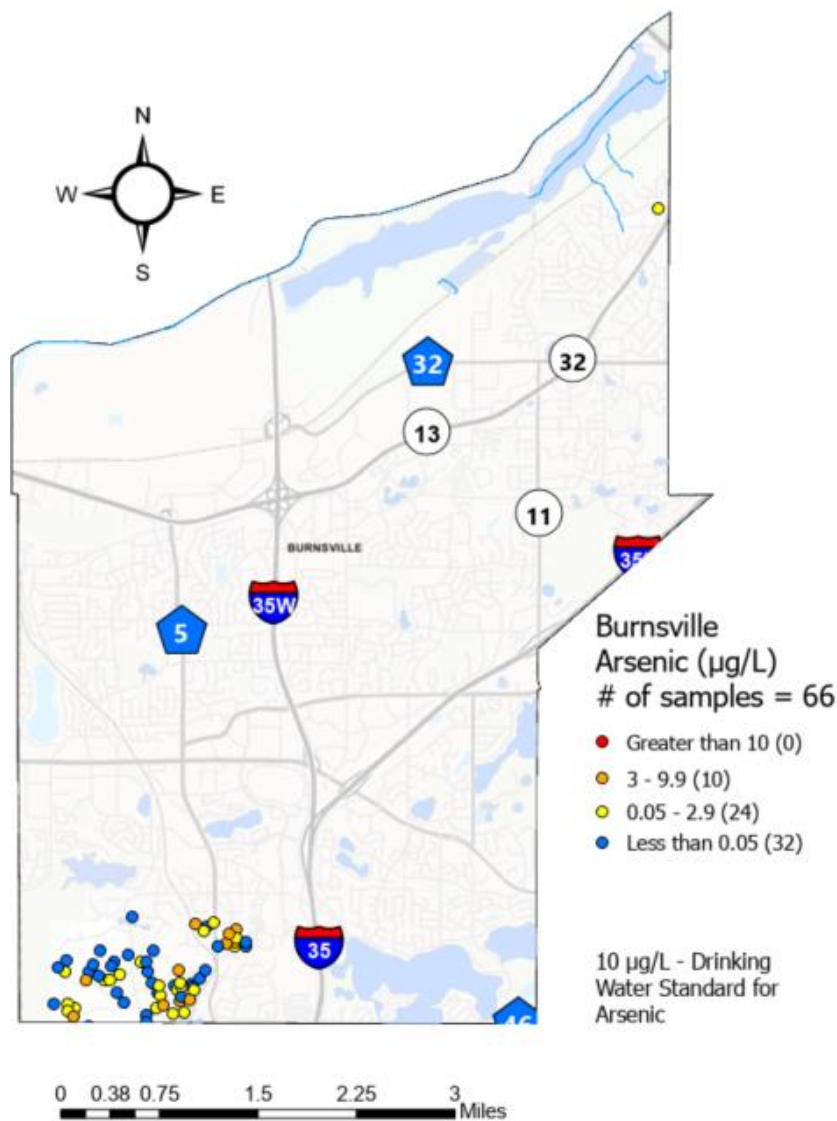 N
W E
S
32
32
13
11
BURNSVILLE
35W
5
35
Burnsville
Arsenic (µg/L)
# of samples = 66
Greater than 10 (0)
3 - 9.9 (10)
0.05 - 2.9 (24)
Less than 0.05 (32)
35
10 µg/L - Drinking
Water Standard for
Arsenic
46
0 0.38 0.75 1.5 2.25 3
Miles